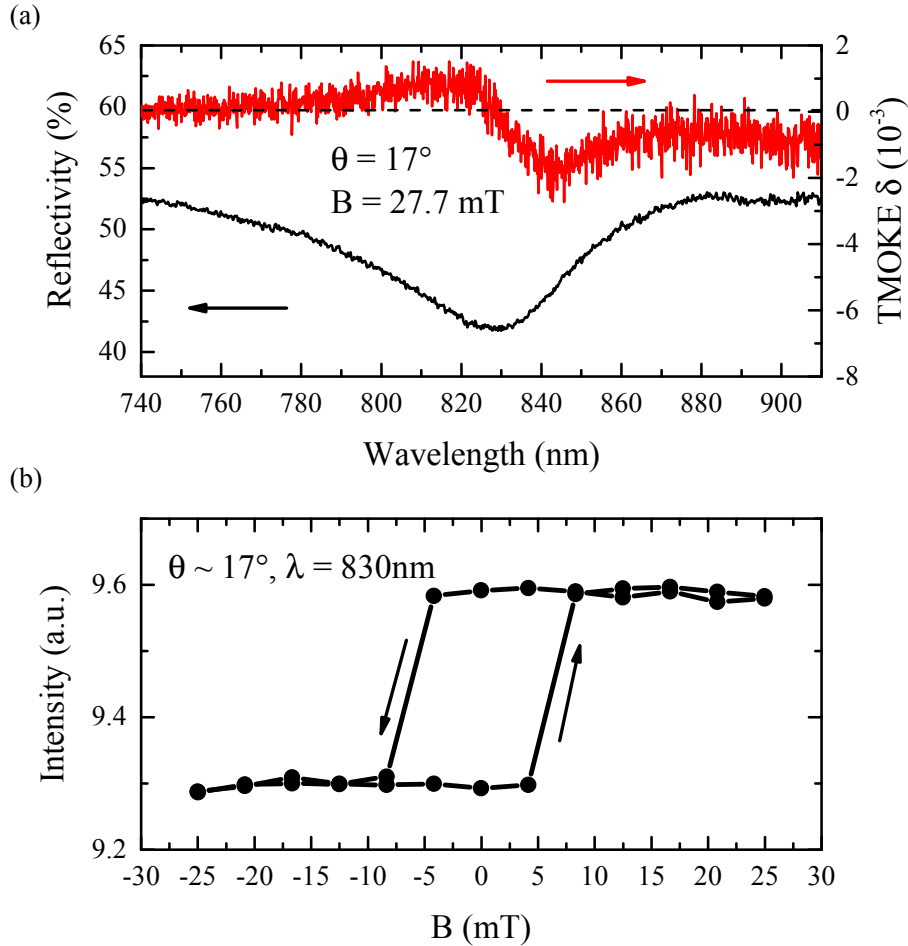 (a)
65
60
55
50
45
40
Reflectivity (%)
2
0
-2
-4
-6
-8
TMOKE δ (10⁻³)
θ = 17°
B = 27.7 mT
740 760 780 800 820 840 860 880 900
Wavelength (nm)
(b)
9.6
9.4
9.2
Intensity (a.u.)
θ ~ 17°, λ = 830nm
-30 -25 -20 -15 -10 -5 0 5 10 15 20 25 30
B (mT)